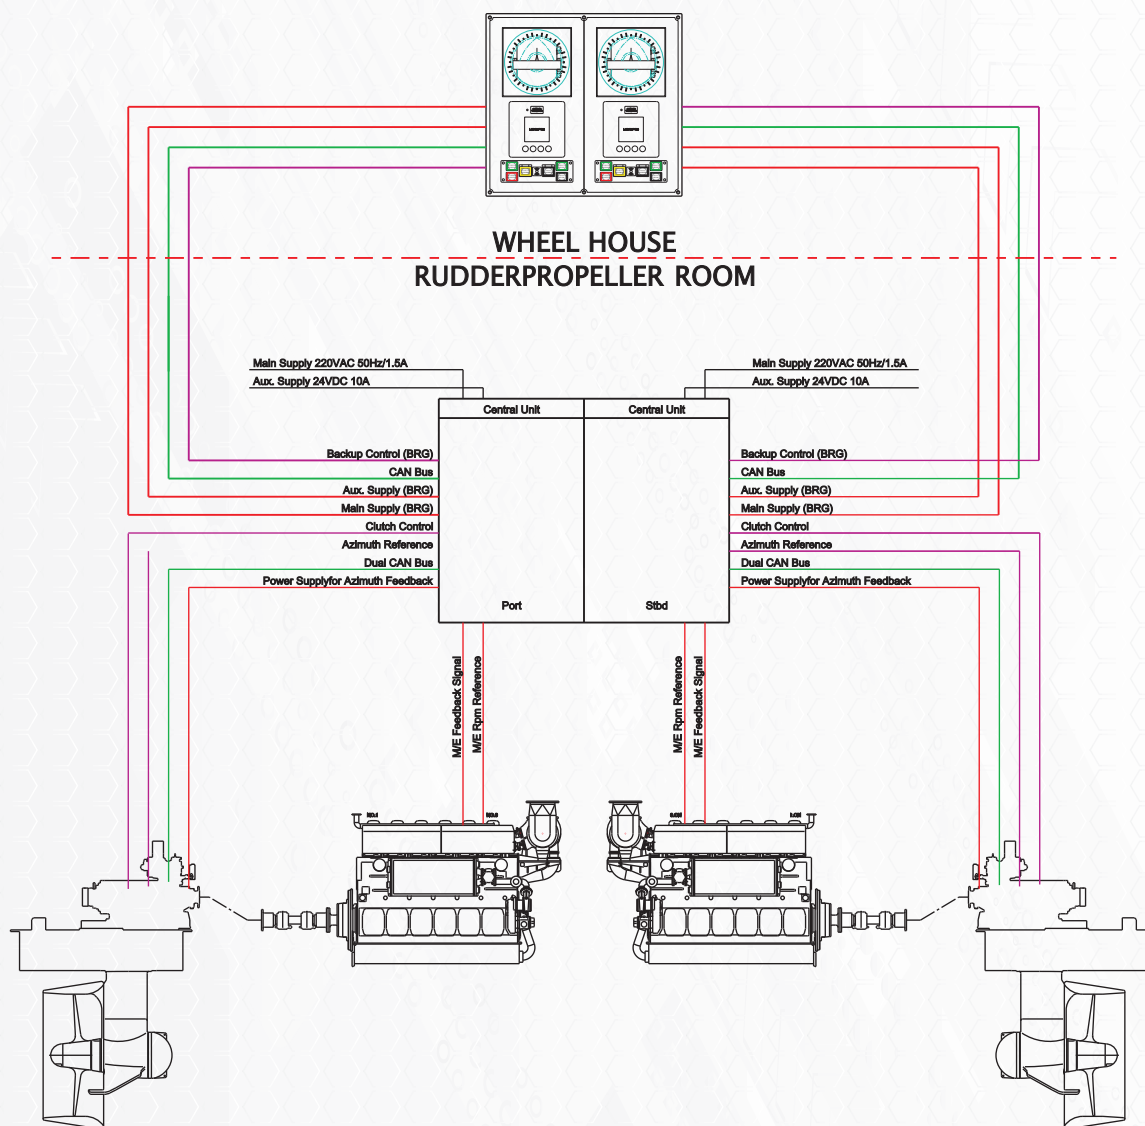 WHEEL HOUSE
RUDDERPROPELLER ROOM
Main Supply 220VAC 50Hz/1.5A
Aux. Supply 24VDC 10A
Main Supply 220VAC 50Hz/1.5A
Aux. Supply 24VDC 10A
Central Unit
Central Unit
Backup Control (BRG)
CAN Bus
Aux. Supply (BRG)
Main Supply (BRG)
Clutch Control
Azimuth Reference
Dual CAN Bus
Power Supplyfor Azimuth Feedback
Backup Control (BRG)
CAN Bus
Aux. Supply (BRG)
Main Supply (BRG)
Clutch Control
Azimuth Reference
Dual CAN Bus
Power Supplyfor Azimuth Feedback
Port
Stbd
M/E Feedback Signal
M/E Rpm Reference
M/E Rpm Reference
M/E Feedback Signal